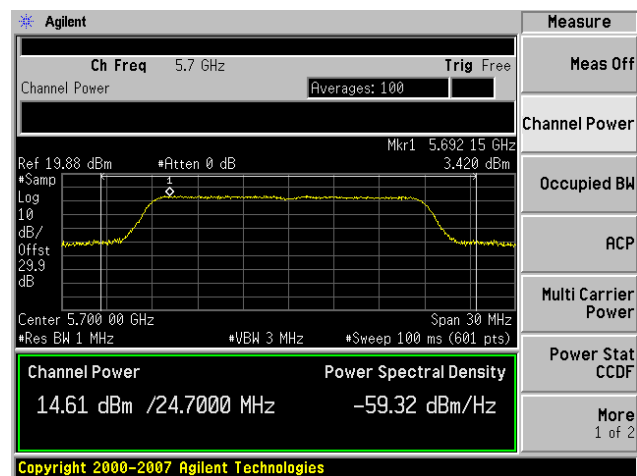 Agilent
Measure
Ch Freq 5.7 GHz Trig Free
Channel Power Averages: 100
Mkr1 5.692 15 GHz
Ref 19.88 dBm #Atten 0 dB 3.420 dBm
#Samp
Log
10
dB/
Offst
29.9
dB
1
Center 5.700 00 GHz Span 30 MHz
#Res BW 1 MHz #VBW 3 MHz #Sweep 100 ms (601 pts)
Channel Power Power Spectral Density
14.61 dBm /24.7000 MHz -59.32 dBm/Hz
Meas Off
Channel Power
Occupied BW
ACP
Multi Carrier
Power
Power Stat
CCDF
More
1 of 2
Copyright 2000-2007 Agilent Technologies